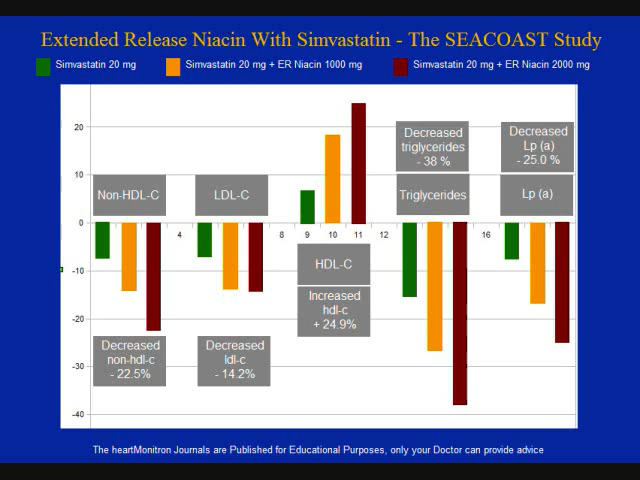 Extended Release Niacin With Simvastatin - The SEACOAST Study
Simvastatin 20 mg
Simvastatin 20 mg + ER Niacin 1000 mg
Simvastatin 20 mg + ER Niacin 2000 mg
20
10
0
-10
-20
-30
-40
Non-HDL-C
LDL-C
Decreased
triglycerides
- 38 %
Triglycerides
Decreased
Lp (a)
- 25.0 %
Lp (a)
4
8
9
10
11
12
16
HDL-C
Increased
hdl-c
+ 24.9%
Decreased
non-hdl-c
- 22.5%
Decreased
ldl-c
- 14.2%
The heartMonitron Journals are Published for Educational Purposes, only your Doctor can provide advice